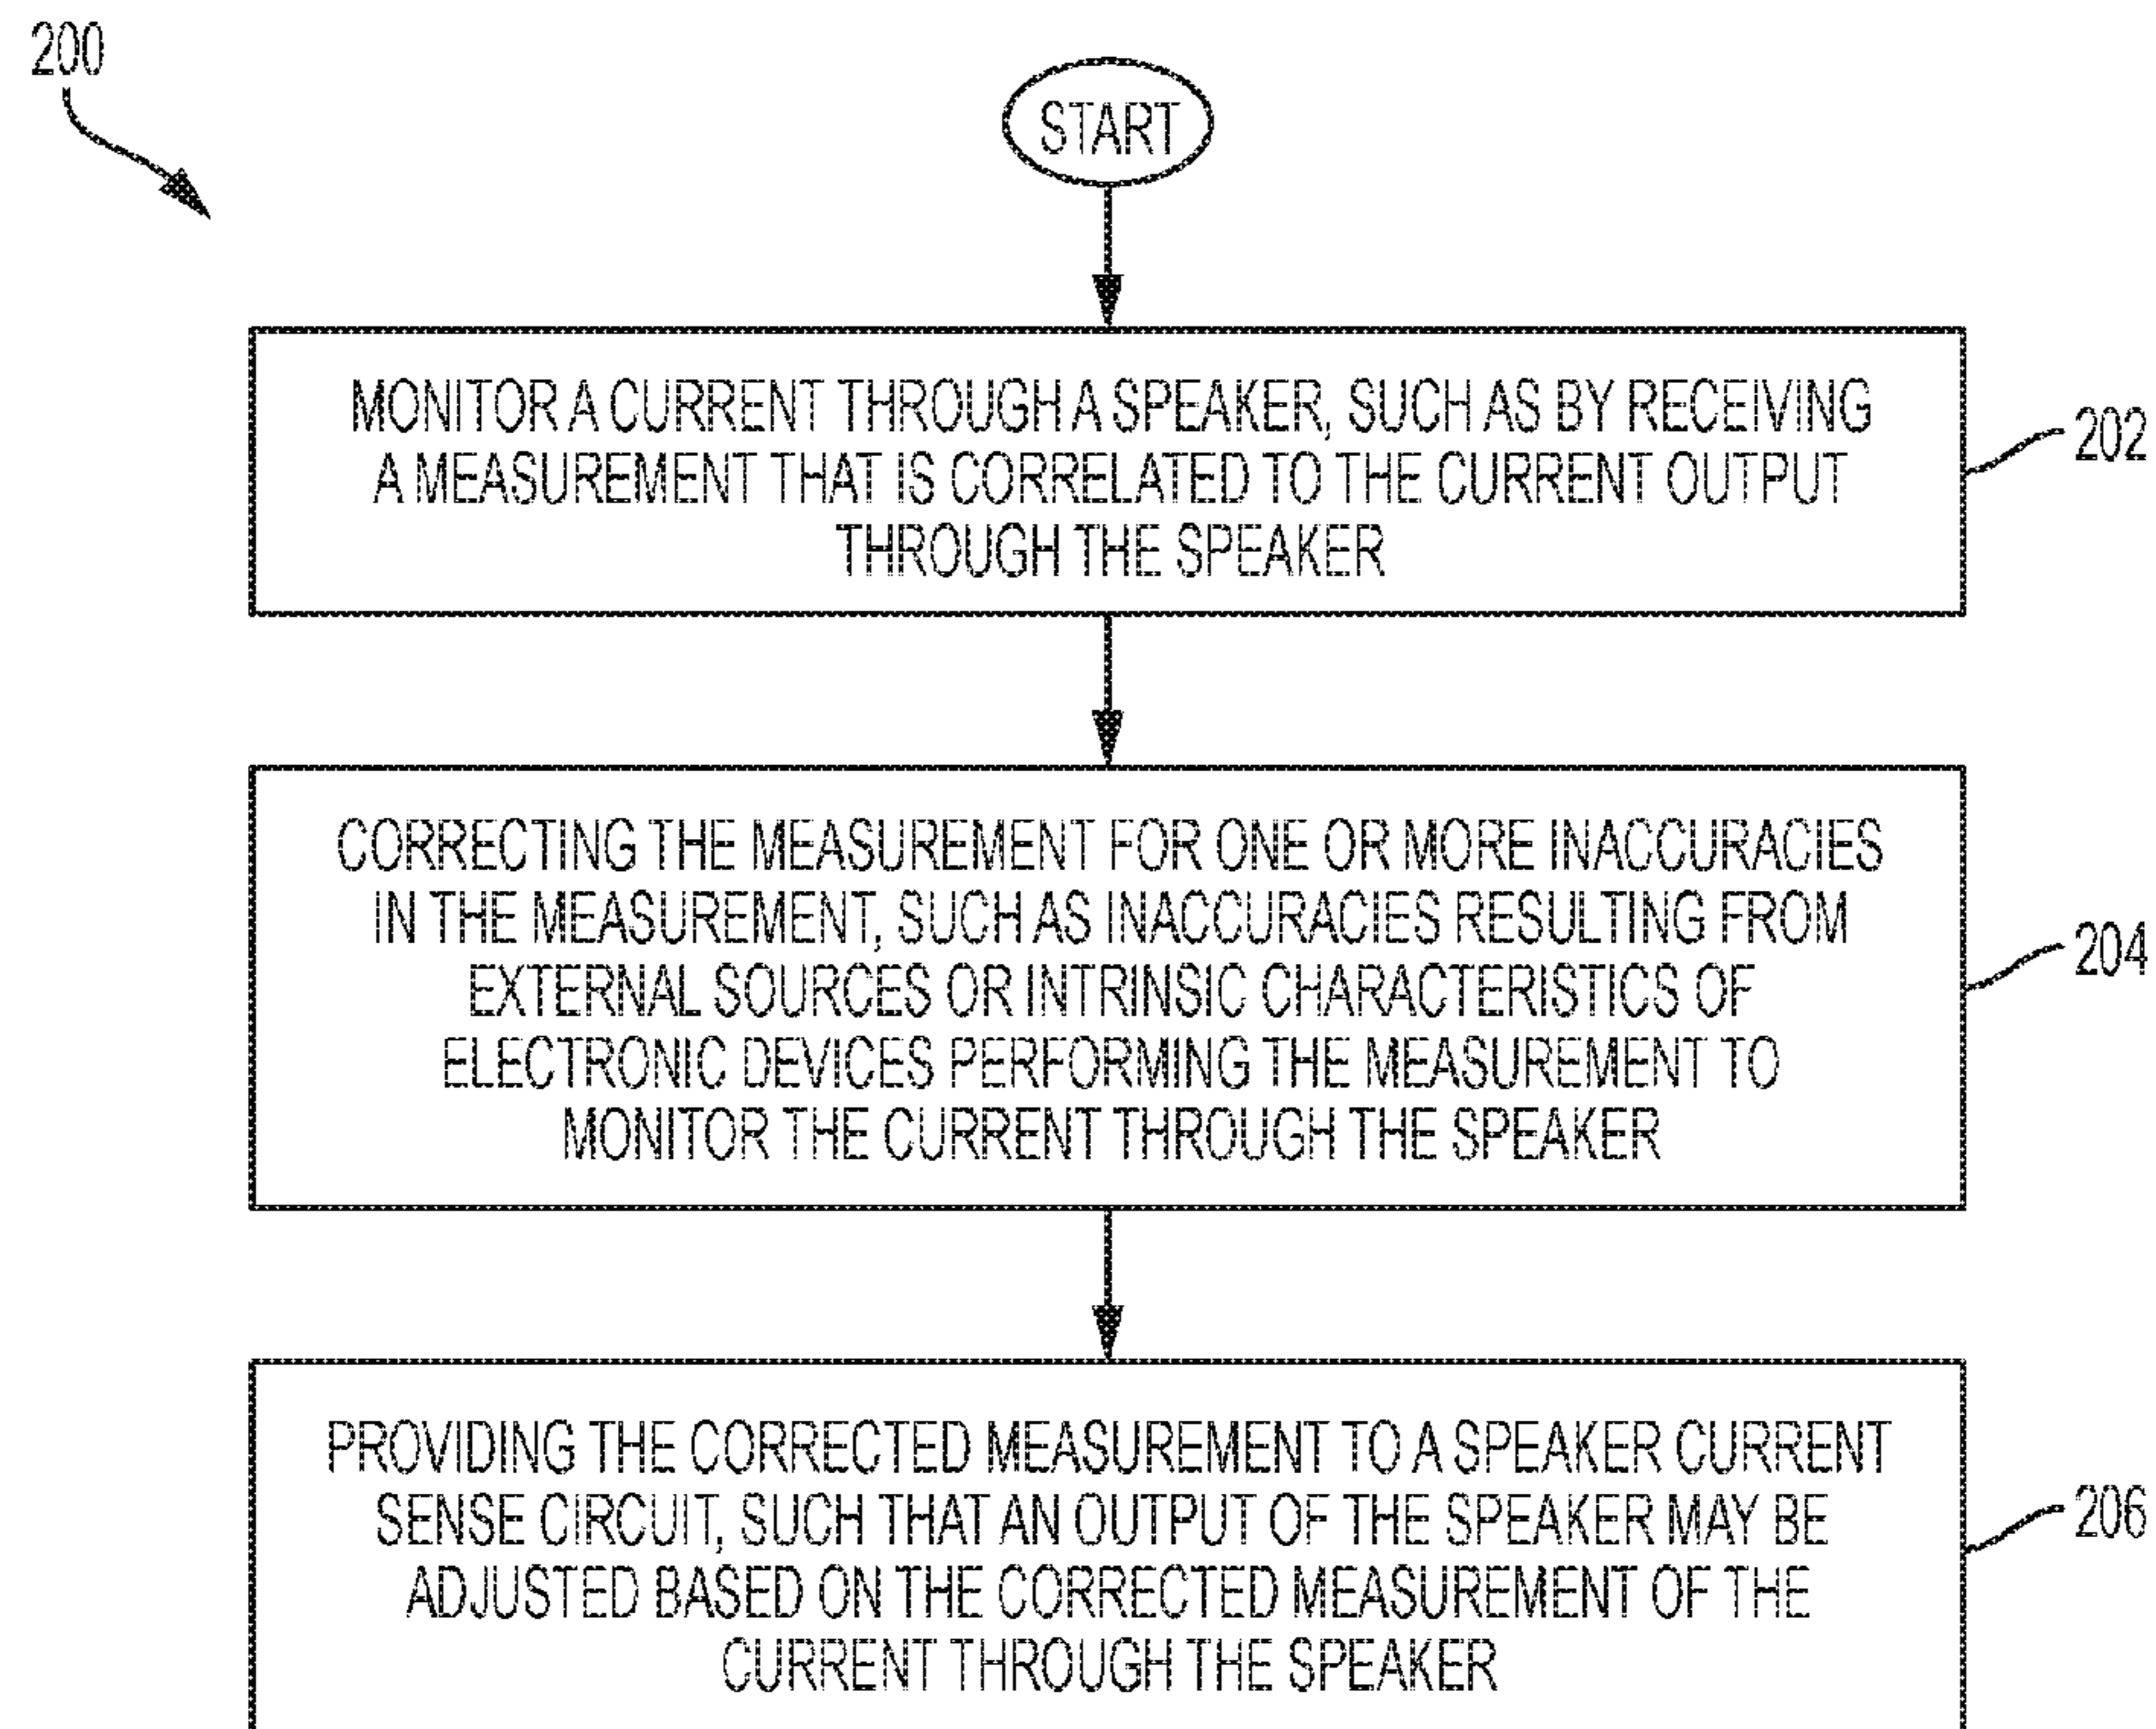 200
START
MONITOR A CURRENT THROUGH A SPEAKER, SUCH AS BY RECEIVING
A MEASUREMENT THAT IS CORRELATED TO THE CURRENT OUTPUT
THROUGH THE SPEAKER
202
CORRECTING THE MEASUREMENT FOR ONE OR MORE INACCURACIES
IN THE MEASUREMENT, SUCH AS INACCURACIES RESULTING FROM
EXTERNAL SOURCES OR INTRINSIC CHARACTERISTICS OF
ELECTRONIC DEVICES PERFORMING THE MEASUREMENT TO
MONITOR THE CURRENT THROUGH THE SPEAKER
204
PROVIDING THE CORRECTED MEASUREMENT TO A SPEAKER CURRENT
SENSE CIRCUIT, SUCH THAT AN OUTPUT OF THE SPEAKER MAY BE
ADJUSTED BASED ON THE CORRECTED MEASUREMENT OF THE
CURRENT THROUGH THE SPEAKER
206